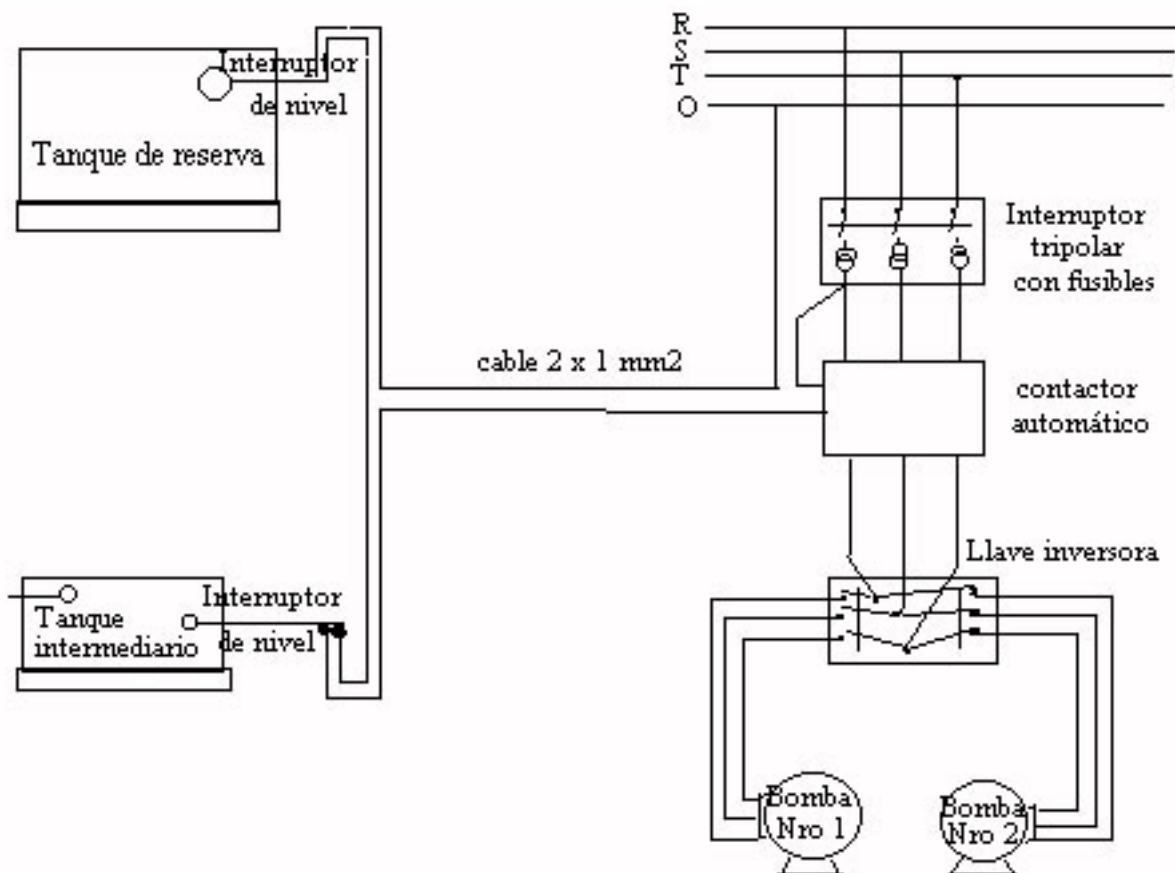 R
S
T
O
Interruptor
de nivel
Tanque de reserva
Interruptor
tripolar
con fusibles
cable 2 x 1 mm2
contactor
automático
Llave inversora
Interruptor
de nivel
Tanque
intermediario
Bomba
Nro 1
Bomba
Nro 2